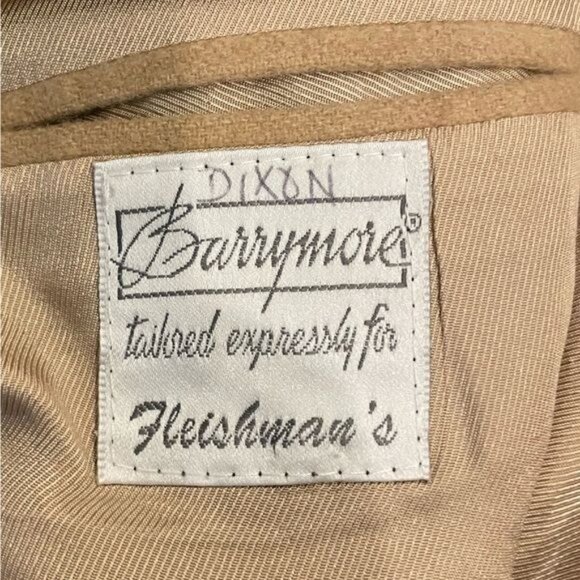 DIXON
Barrymore®
tailored expressly for
Fleishman's